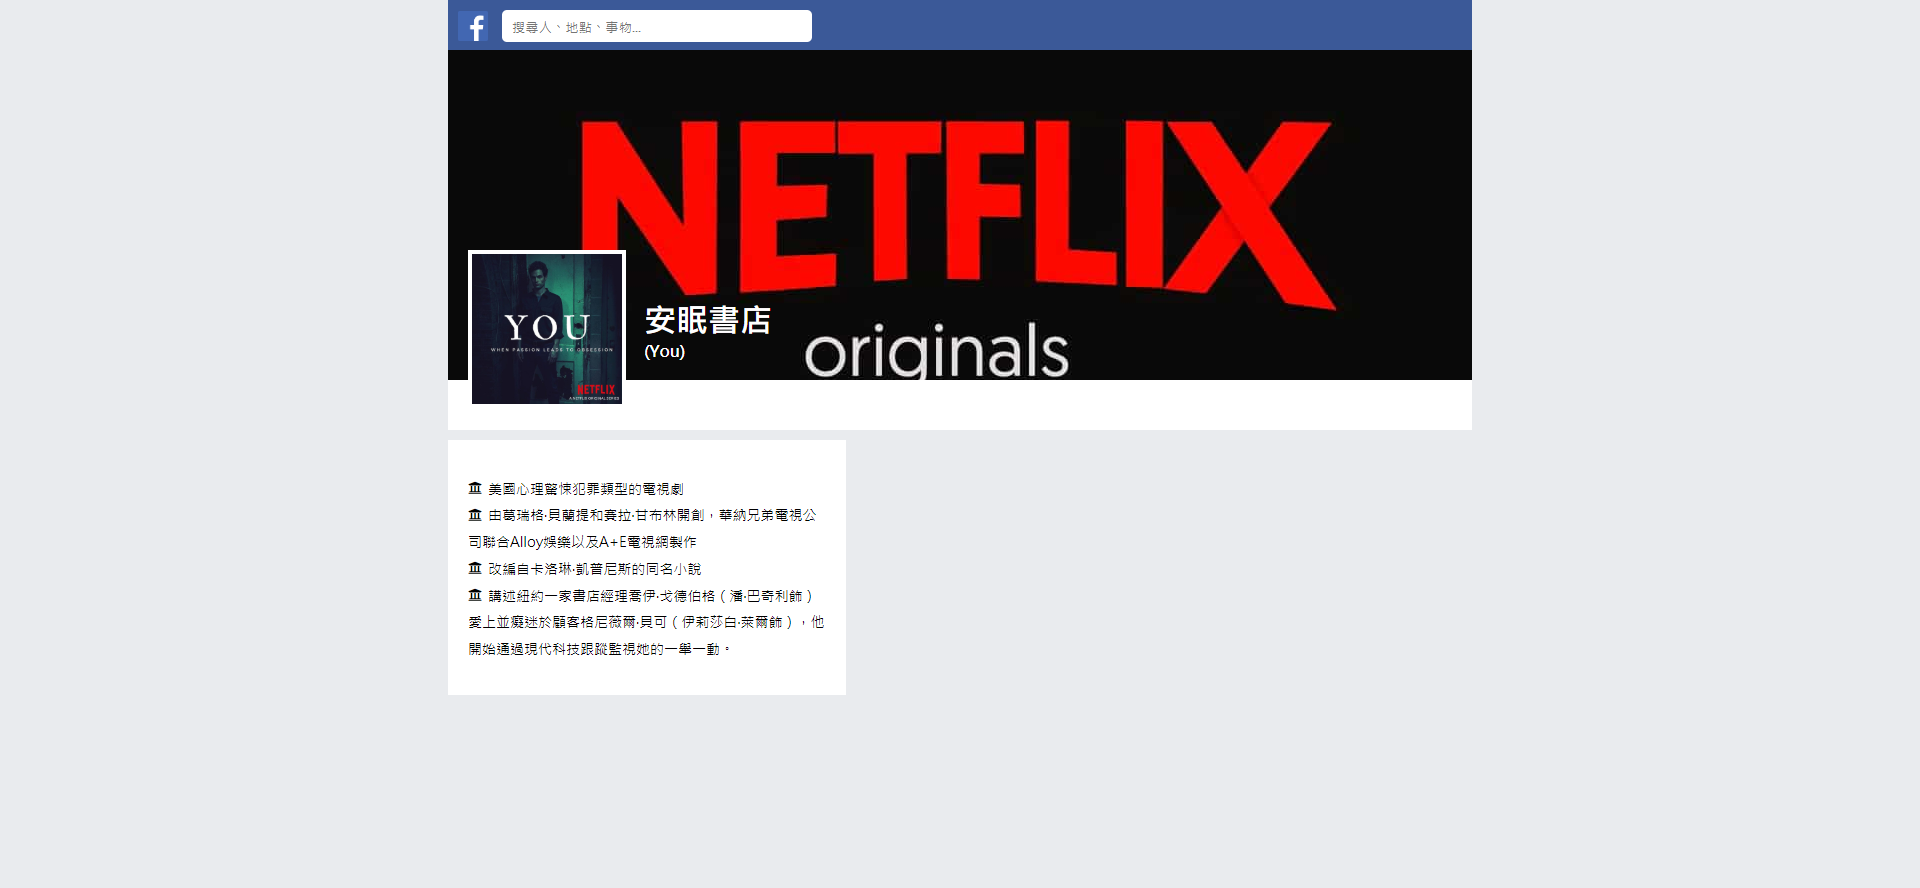 搜尋人、地點、事物...
NETFLIX
originals
安眠書店
(You)
YOU
WHEN PASSION LEADS TO OBSESSION
NETFLIX
A NETFLIX ORIGINAL SERIES
美國心理驚悚犯罪類型的電視劇
由葛瑞格·貝蘭提和賽拉·甘布林開創，華納兄弟電視公
司聯合Alloy娛樂以及A+E電視網製作
改編自卡洛琳·凱普尼斯的同名小說
講述紐約一家書店經理喬伊·戈德伯格（潘·巴奇利飾）
愛上並癡迷於顧客格尼薇爾·貝可（伊莉莎白·萊爾飾），他
開始通過現代科技跟蹤監視她的一舉一動。